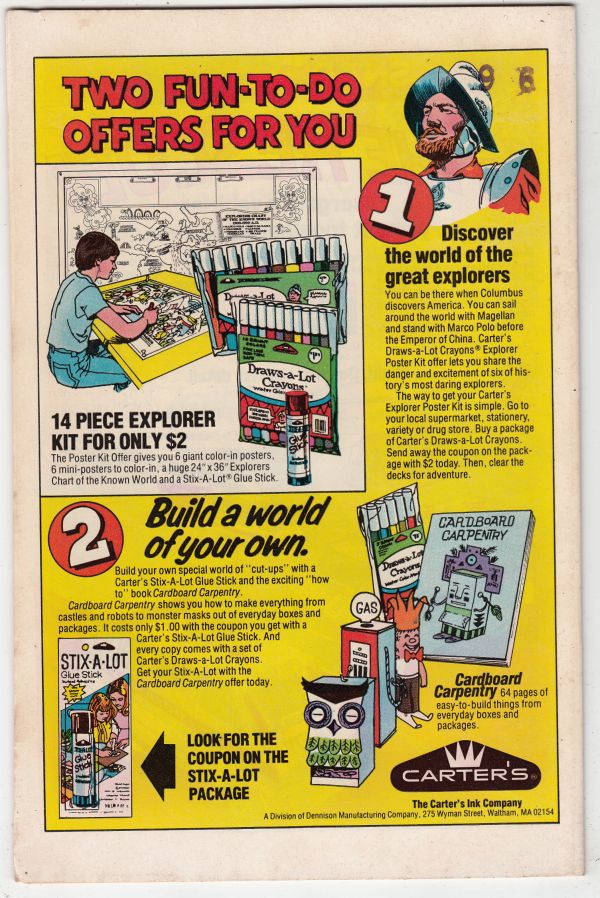 TWO FUN-TO-DO
OFFERS FOR YOU
1
Discover
the world of the
great explorers
You can be there when Columbus
discovers America. You can sail
around the world with Magellan
and stand with Marco Polo before
the Emperor of China. Carter's
Draws-a-Lot Crayons® Explorer
Poster Kit offer lets you share the
danger and excitement of six of his-
tory's most daring explorers.
The way to get your Carter's
Explorer Poster Kit is simple. Go to
your local supermarket, stationery,
variety or drug store. Buy a package
of Carter's Draws-a-Lot Crayons.
Send away the coupon on the pack-
age with $2 today. Then, clear the
decks for adventure.
EXPLORERS CHART
OF THE KNOWN WORLD
Draws-a-Lot
Draws-a-Lot
Crayons
Glue
Stick
14 PIECE EXPLORER
KIT FOR ONLY $2
The Poster Kit Offer gives you 6 giant color-in posters,
6 mini-posters to color-in, a huge 24" x 36" Explorers
Chart of the Known World and a Stix-A-Lot® Glue Stick.
2
Build a world
of your own.
Build your own special world of "cut-ups" with a
Carter's Stix-A-Lot Glue Stick and the exciting "how
to" book Cardboard Carpentry.
Cardboard Carpentry shows you how to make everything from
castles and robots to monster masks out of everyday boxes and
packages. It costs only $1.00 with the coupon you get with a
Carter's Stix-A-Lot Glue Stick. And
every copy comes with a set of
Carter's Draws-a-Lot Crayons.
Get your Stix-A-Lot with the
Cardboard Carpentry offer today.
STIX-A-LOT
Glue Stick
Glue
Stick
LOOK FOR THE
COUPON ON THE
STIX-A-LOT
PACKAGE
Draws-a-Lot
Crayons
CARDBOARD
CARPENTRY
GAS
Cardboard
Carpentry 64 pages of
easy-to-build things from
everyday boxes and
packages.
CARTER'S®
The Carter's Ink Company
A Division of Dennison Manufacturing Company, 275 Wyman Street, Waltham, MA 02154